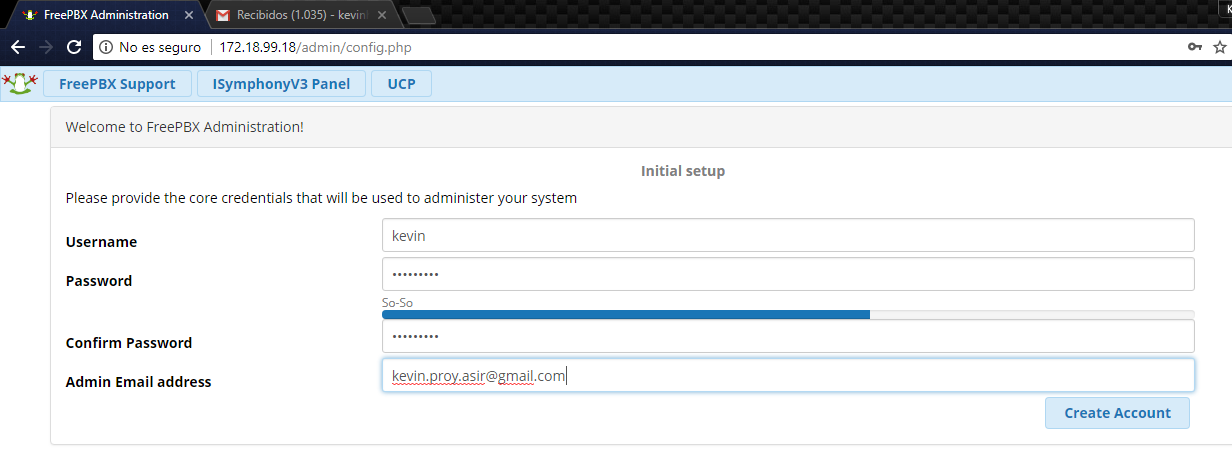 FreePBX Administration × Recibidos (1.035) - kevin ×
No es seguro 172.18.99.18/admin/config.php
FreePBX Support ISymphonyV3 Panel UCP
Welcome to FreePBX Administration!
Initial setup
Please provide the core credentials that will be used to administer your system
Username kevin
Password •••••••••
So-So
Confirm Password •••••••••
Admin Email address kevin.proy.asir@gmail.com
Create Account